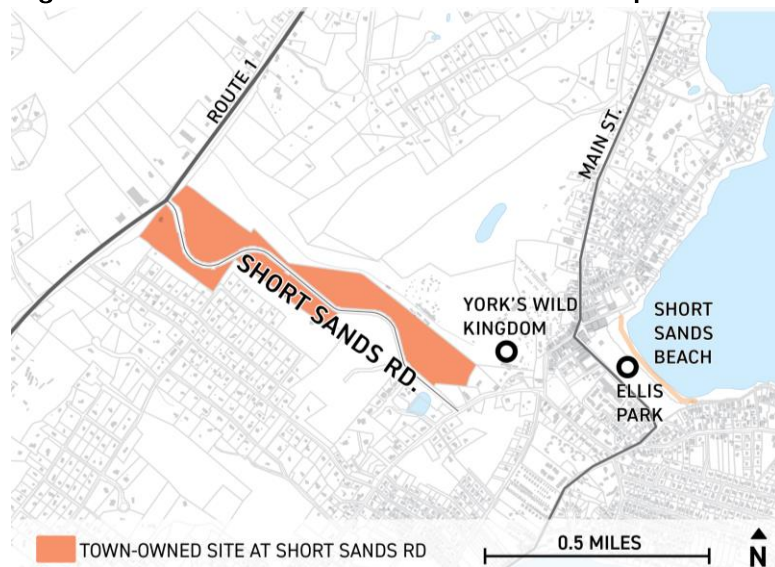 ROUTE 1
MAIN ST.
SHORT SANDS RD.
YORK'S WILD
KINGDOM
SHORT
SANDS
BEACH
ELLIS
PARK
TOWN-OWNED SITE AT SHORT SANDS RD
0.5 MILES
N